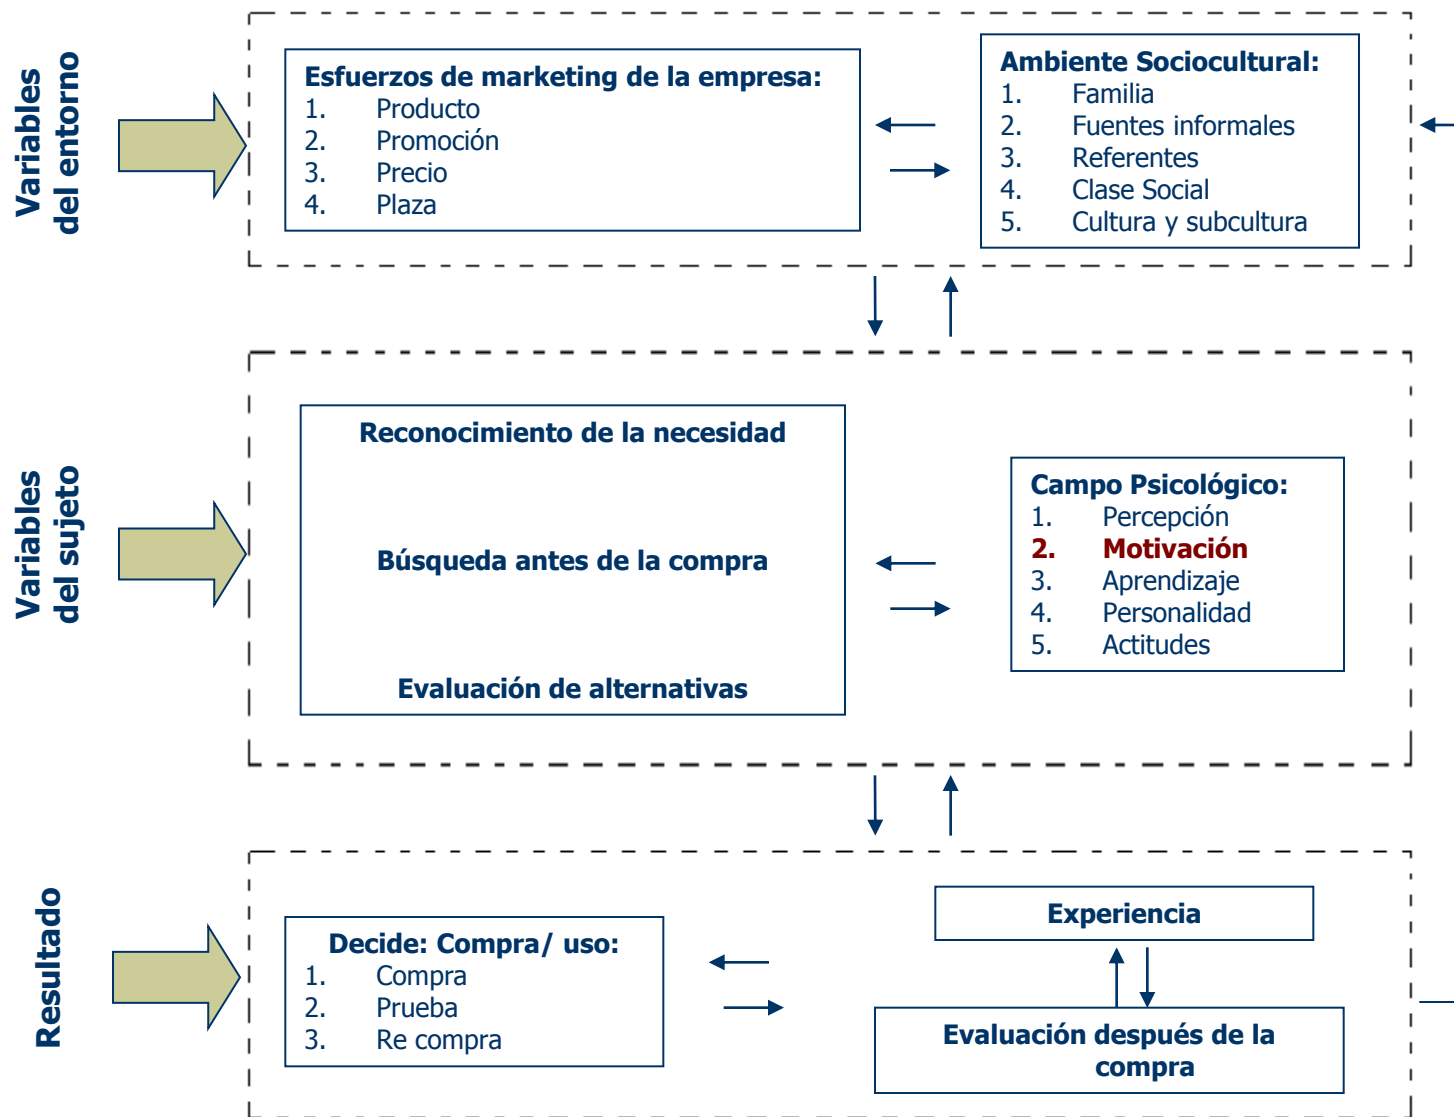 Variables
del entorno
Esfuerzos de marketing de la empresa:
1. Producto
2. Promoción
3. Precio
4. Plaza
Ambiente Sociocultural:
1. Familia
2. Fuentes informales
3. Referentes
4. Clase Social
5. Cultura y subcultura
Variables
del sujeto
Reconocimiento de la necesidad
Búsqueda antes de la compra
Evaluación de alternativas
Campo Psicológico:
1. Percepción
2. Motivación
3. Aprendizaje
4. Personalidad
5. Actitudes
Resultado
Decide: Compra/ uso:
1. Compra
2. Prueba
3. Re compra
Experiencia
Evaluación después de la
compra